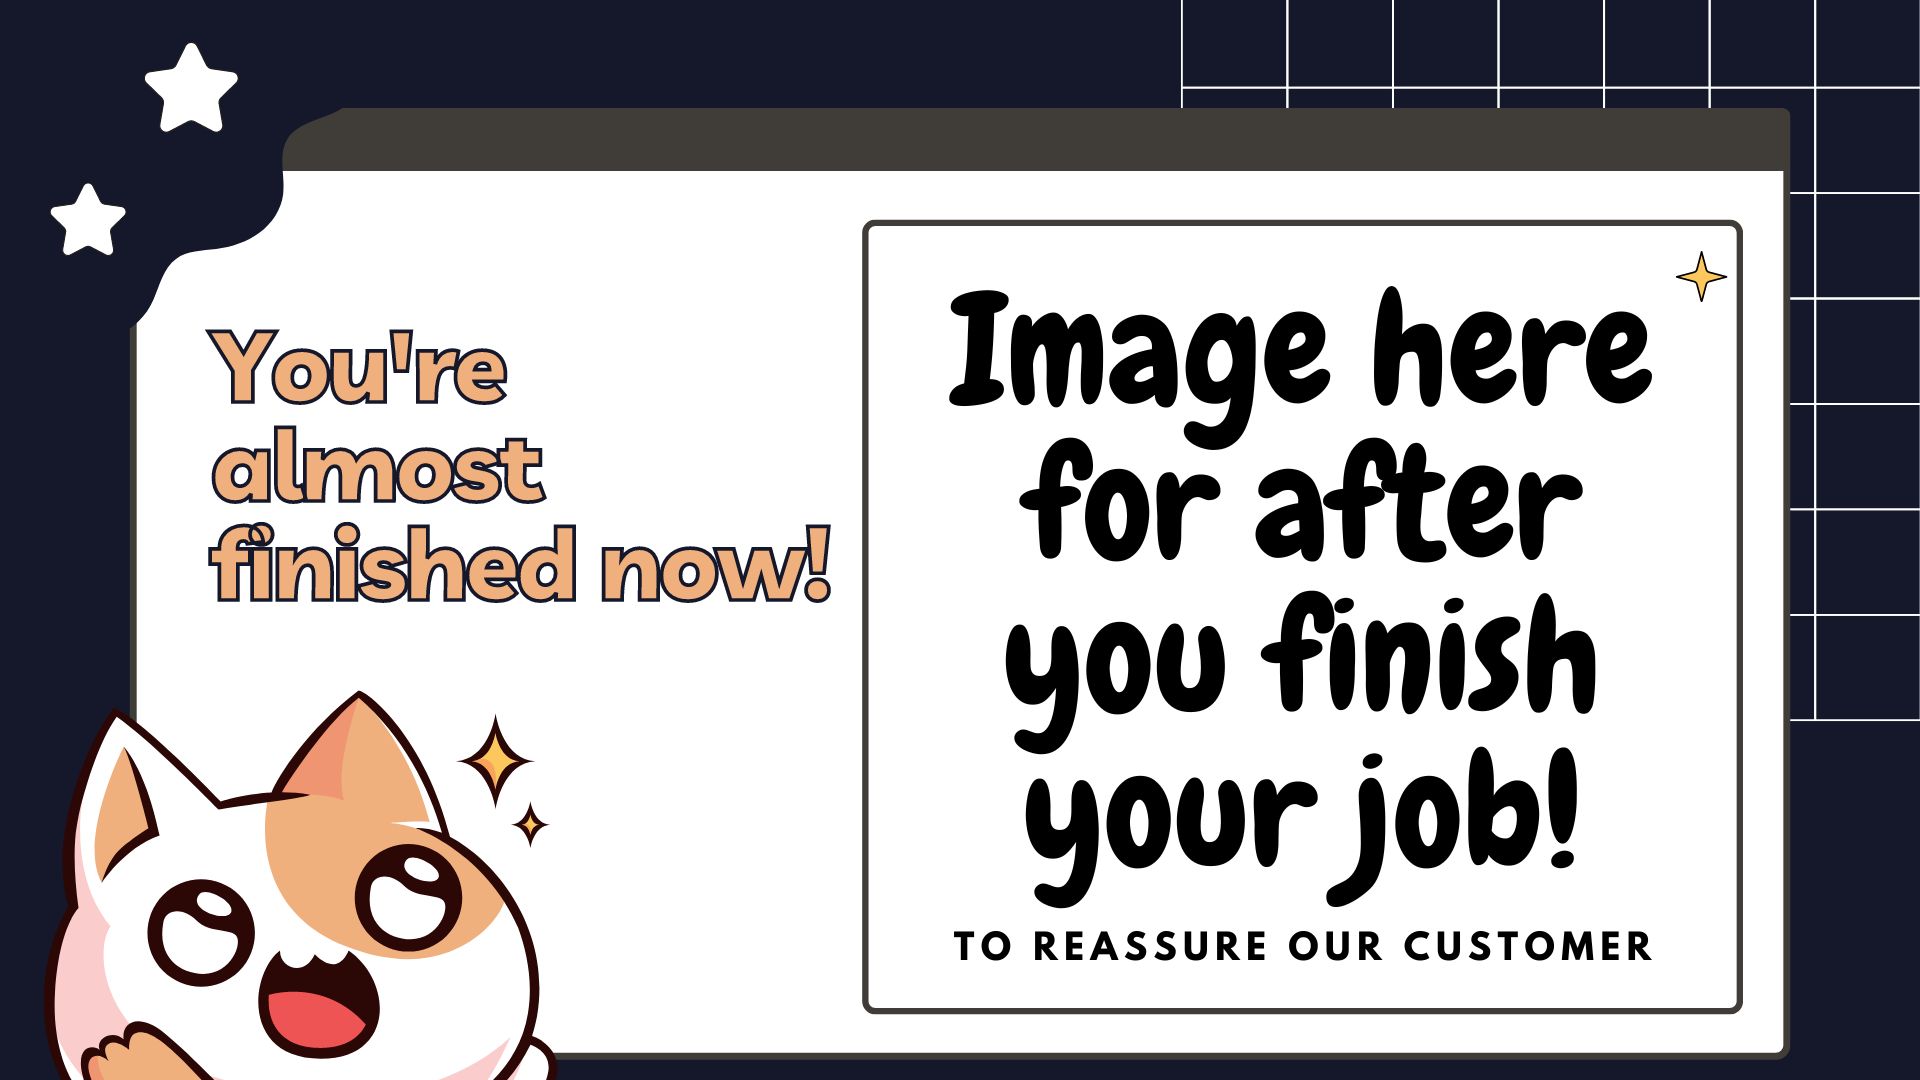 You're
almost
finished now!
Image here
for after
you finish
your job!
TO REASSURE OUR CUSTOMER